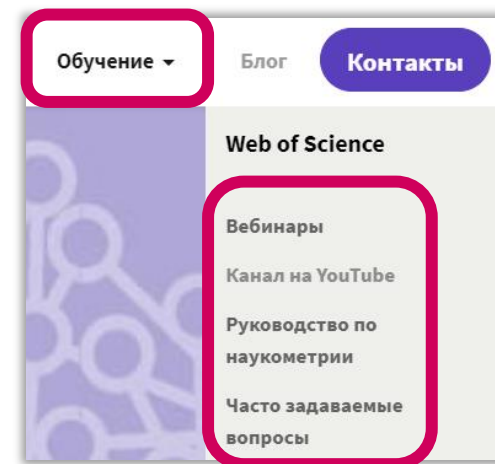 Обучение Блог Контакты
Web of Science
Вебинары
Канал на YouTube
Руководство по
наукометрии
Часто задаваемые
вопросы